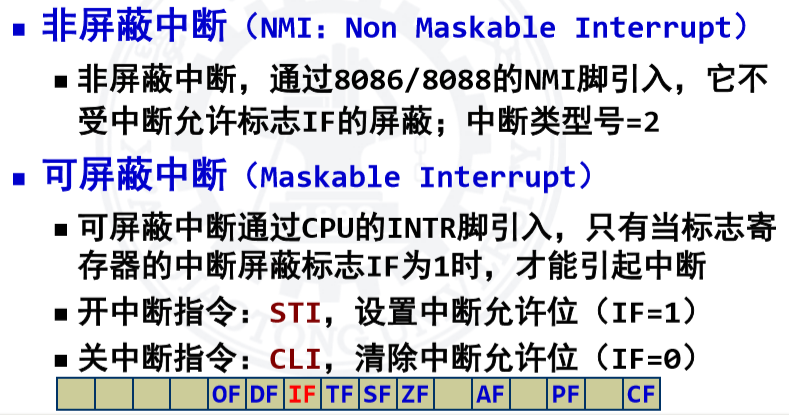 非屏蔽中断（NMI: Non Maskable Interrupt）
非屏蔽中断，通过8086/8088的NMI脚引入，它不
受中断允许标志IF的屏蔽；中断类型号=2
可屏蔽中断（Maskable Interrupt）
可屏蔽中断通过CPU的INTR脚引入，只有当标志寄
存器的中断屏蔽标志IF为1时，才能引起中断
开中断指令：STI，设置中断允许位（IF=1）
关中断指令：CLI，清除中断允许位（IF=0）
OF DF IF TF SF ZF AF PF CF